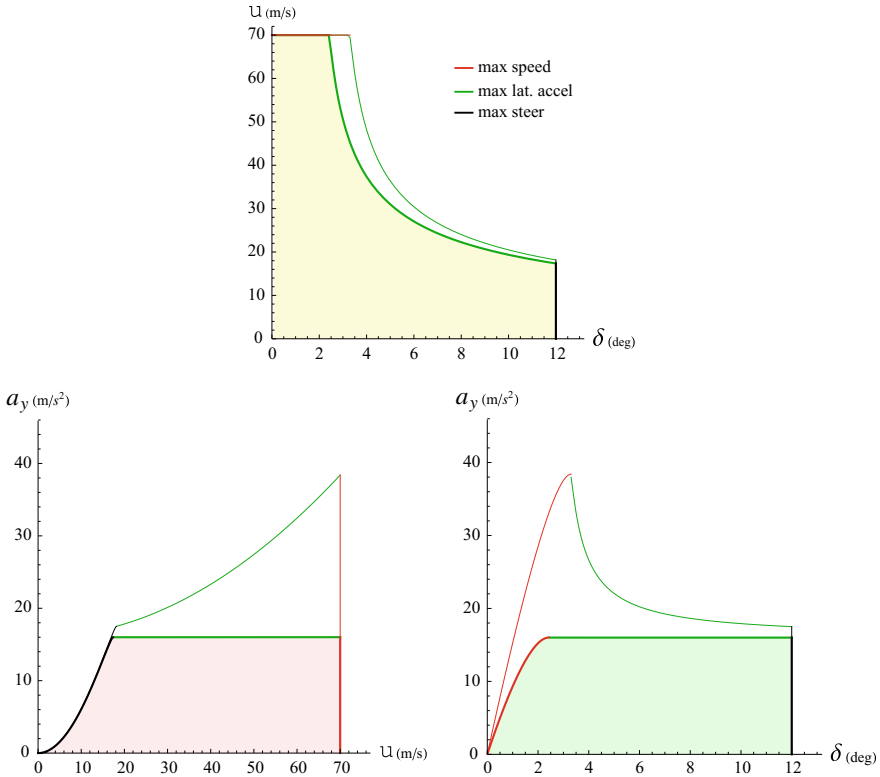 u (m/s)
70
60
50
40
30
20
10
0
0 2 4 6 8 10 12
δ (deg)
max speed
max lat. accel
max steer
a_y (m/s²)
40
30
20
10
0
0 10 20 30 40 50 60 70
u (m/s)
a_y (m/s²)
40
30
20
10
0
0 2 4 6 8 10 12
δ (deg)